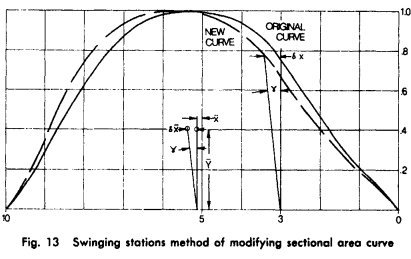 1.0
NEW CURVE
ORIGINAL CURVE
δ x
.8
γ
.6
x̄
δx̄
.4
γ
ȳ
.2
10
5
3
0
Fig. 13 Swinging stations method of modifying sectional area curve